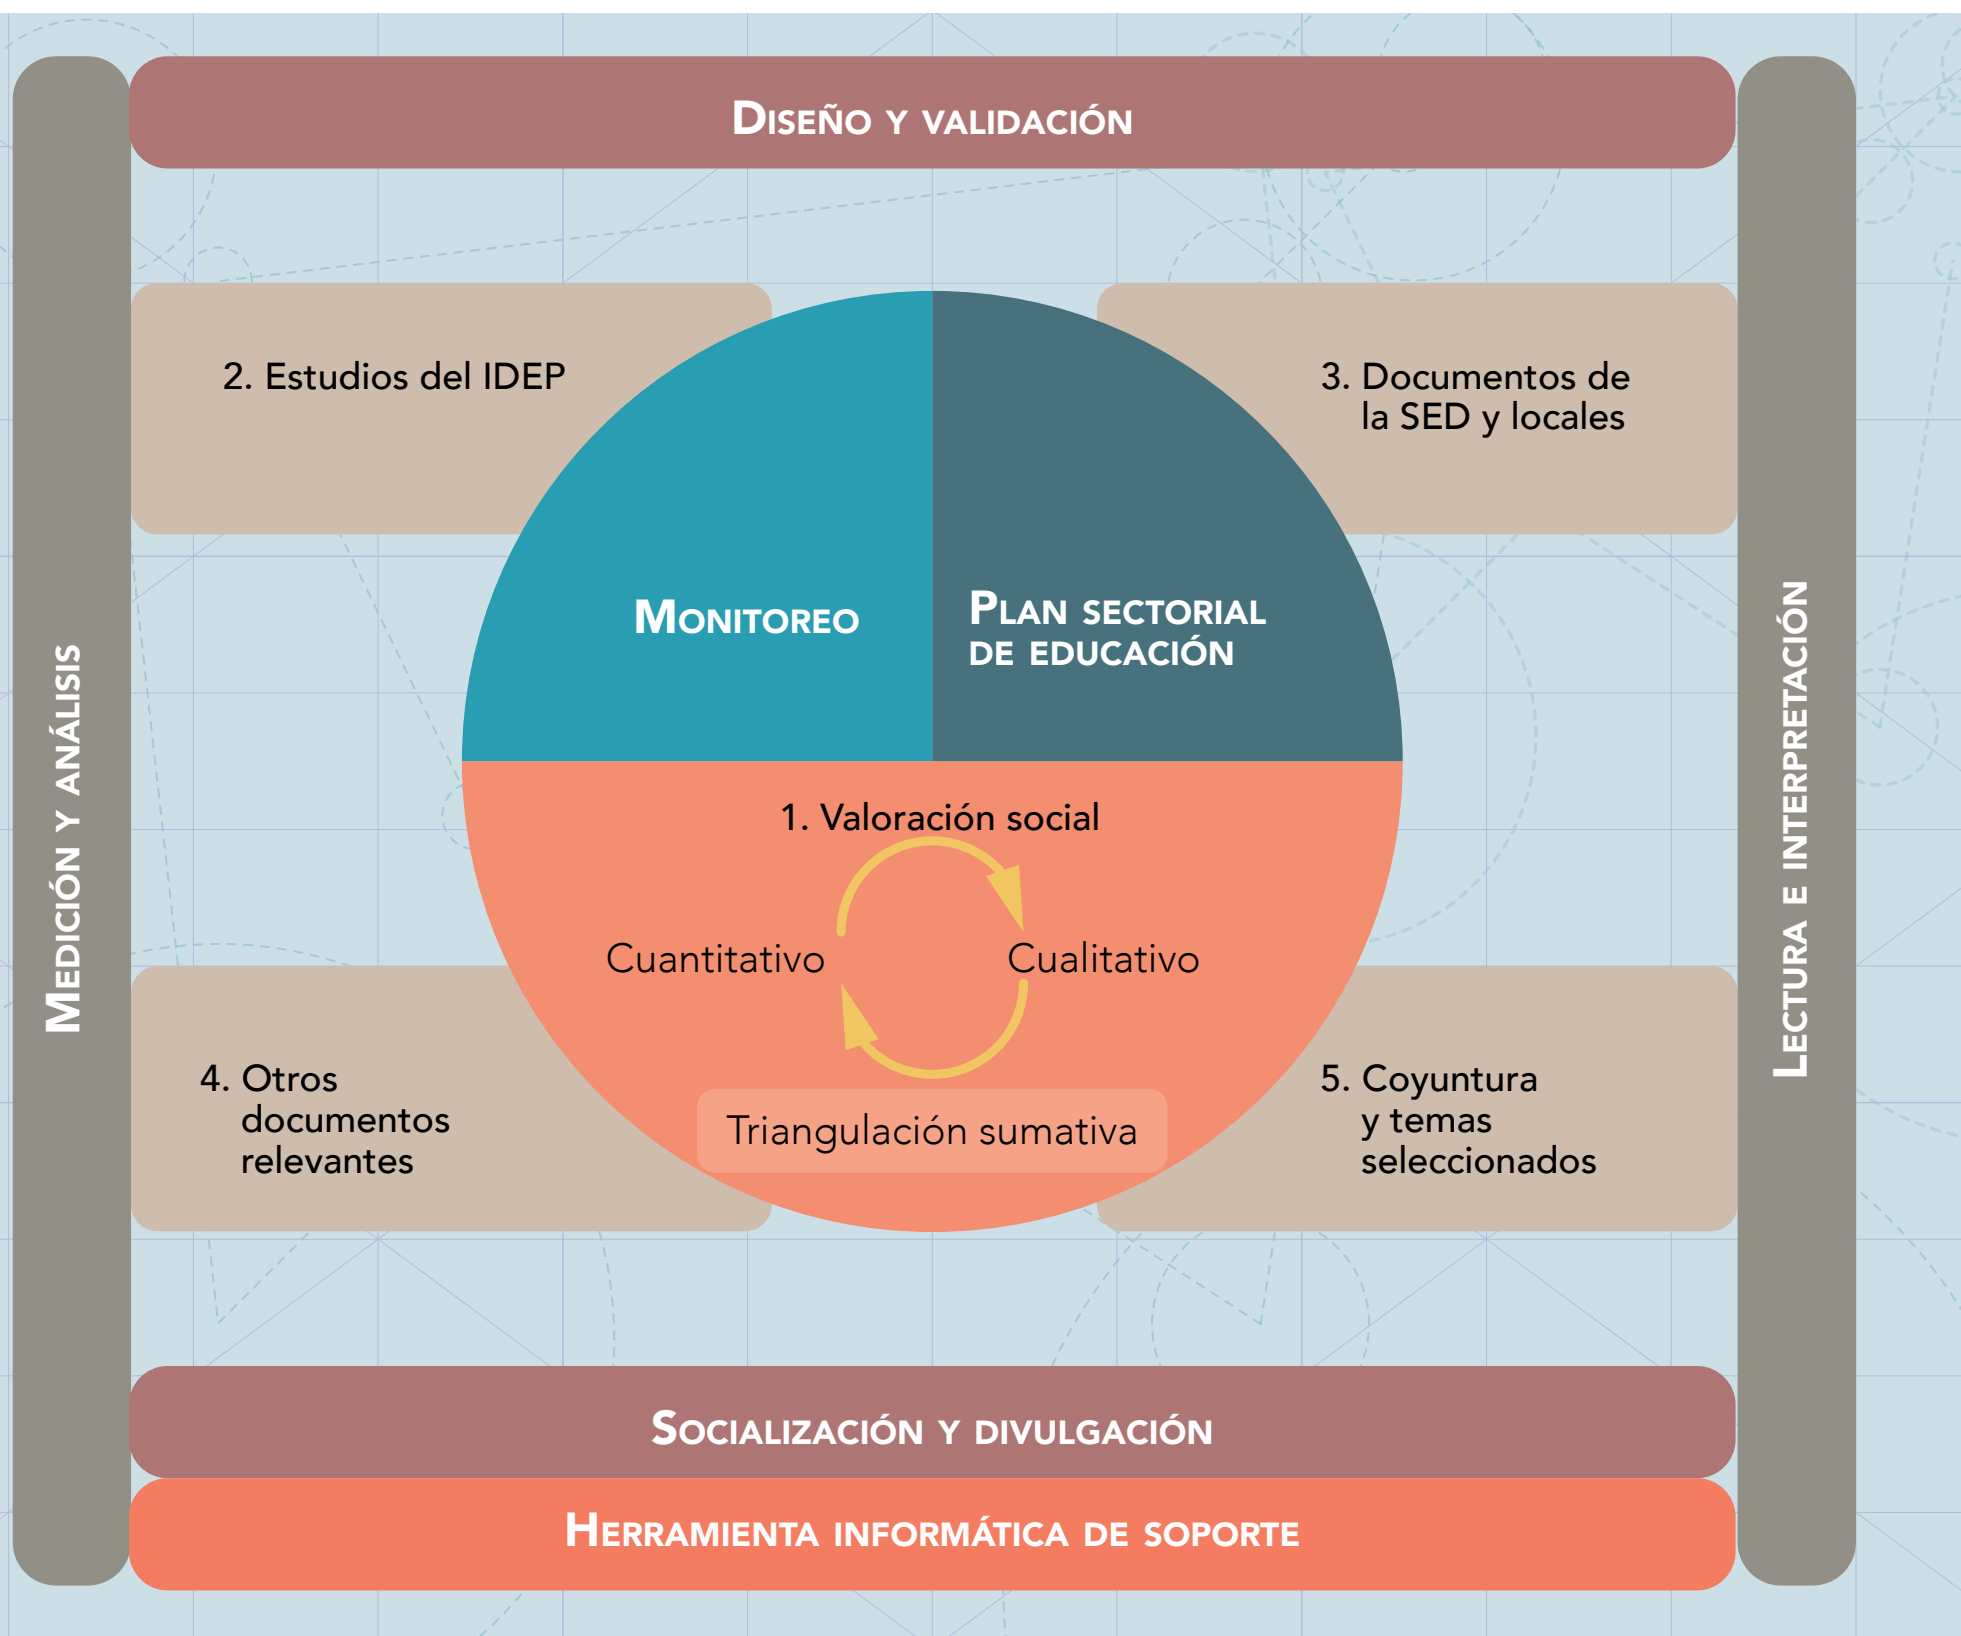 Diseño y validación
2. Estudios del IDEP
3. Documentos de
la SED y locales
Monitoreo
Plan sectorial
de educación
Medición y análisis
Lectura e interpretación
1. Valoración social
Cuantitativo
Cualitativo
Triangulación sumativa
4. Otros
documentos
relevantes
5. Coyuntura
y temas
seleccionados
Socialización y divulgación
Herramienta informática de soporte